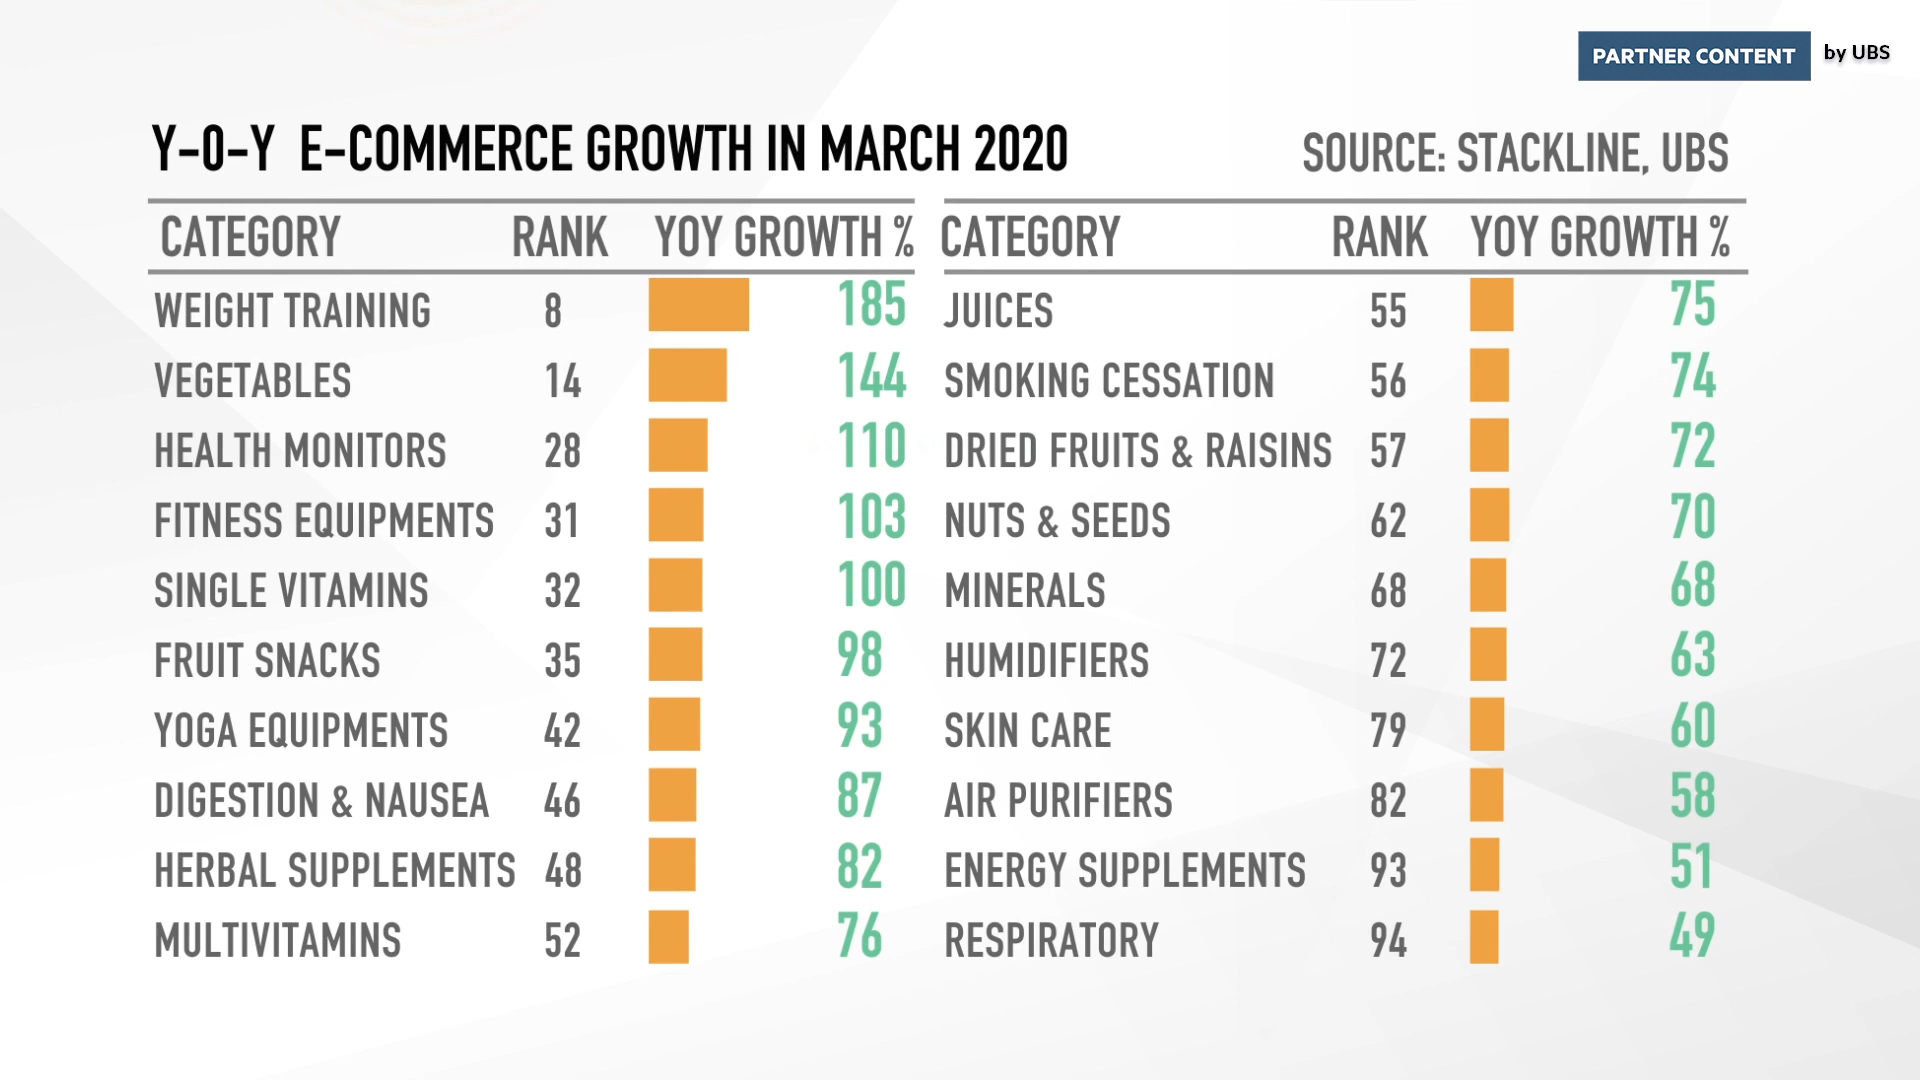 PARTNER CONTENT by UBS
Y-O-Y E-COMMERCE GROWTH IN MARCH 2020
SOURCE: STACKLINE, UBS
CATEGORY RANK YOY GROWTH %
WEIGHT TRAINING 8 185
VEGETABLES 14 144
HEALTH MONITORS 28 110
FITNESS EQUIPMENTS 31 103
SINGLE VITAMINS 32 100
FRUIT SNACKS 35 98
YOGA EQUIPMENTS 42 93
DIGESTION & NAUSEA 46 87
HERBAL SUPPLEMENTS 48 82
MULTIVITAMINS 52 76
CATEGORY RANK YOY GROWTH %
JUICES 55 75
SMOKING CESSATION 56 74
DRIED FRUITS & RAISINS 57 72
NUTS & SEEDS 62 70
MINERALS 68 68
HUMIDIFIERS 72 63
SKIN CARE 79 60
AIR PURIFIERS 82 58
ENERGY SUPPLEMENTS 93 51
RESPIRATORY 94 49